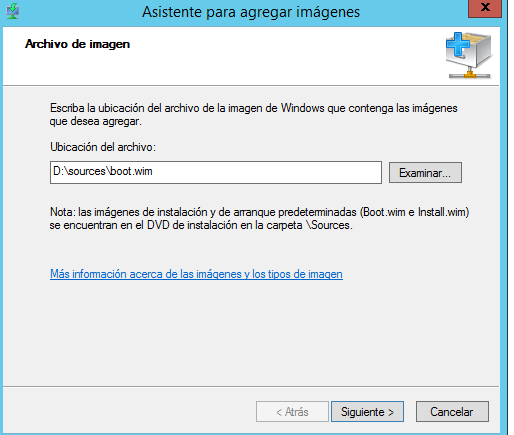 Asistente para agregar imágenes
X
Archivo de imagen
Escriba la ubicación del archivo de la imagen de Windows que contenga las imágenes
que desea agregar.
Ubicación del archivo:
D:\sources\boot.wim
Examinar...
Nota: las imágenes de instalación y de arranque predeterminadas (Boot.wim e Install.wim)
se encuentran en el DVD de instalación en la carpeta \Sources.
Más información acerca de las imágenes y los tipos de imagen
< Atrás
Siguiente >
Cancelar